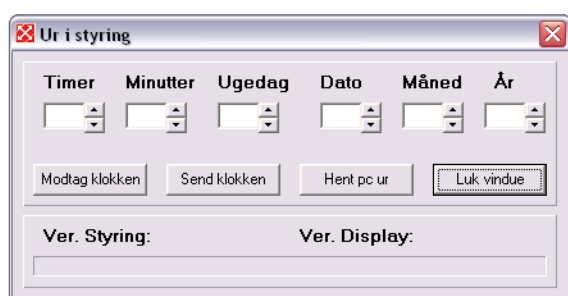 Ur i styring
Timer Minutter Ugedag Dato Måned År
Modtag klokken Send klokken Hent pc ur Luk vindue
Ver. Styring: Ver. Display: